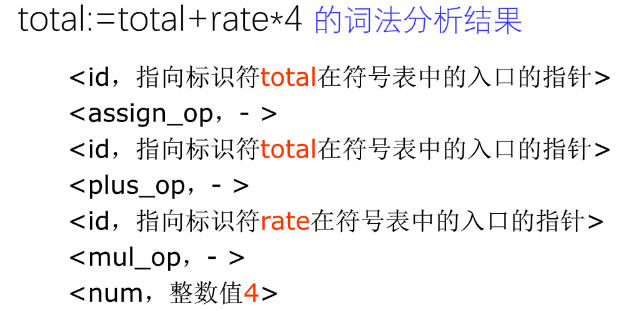 total:=total+rate*4 的词法分析结果
<id，指向标识符total在符号表中的入口的指针>
<assign_op，- >
<id，指向标识符total在符号表中的入口的指针>
<plus_op，- >
<id，指向标识符rate在符号表中的入口的指针>
<mul_op，- >
<num，整数值4>